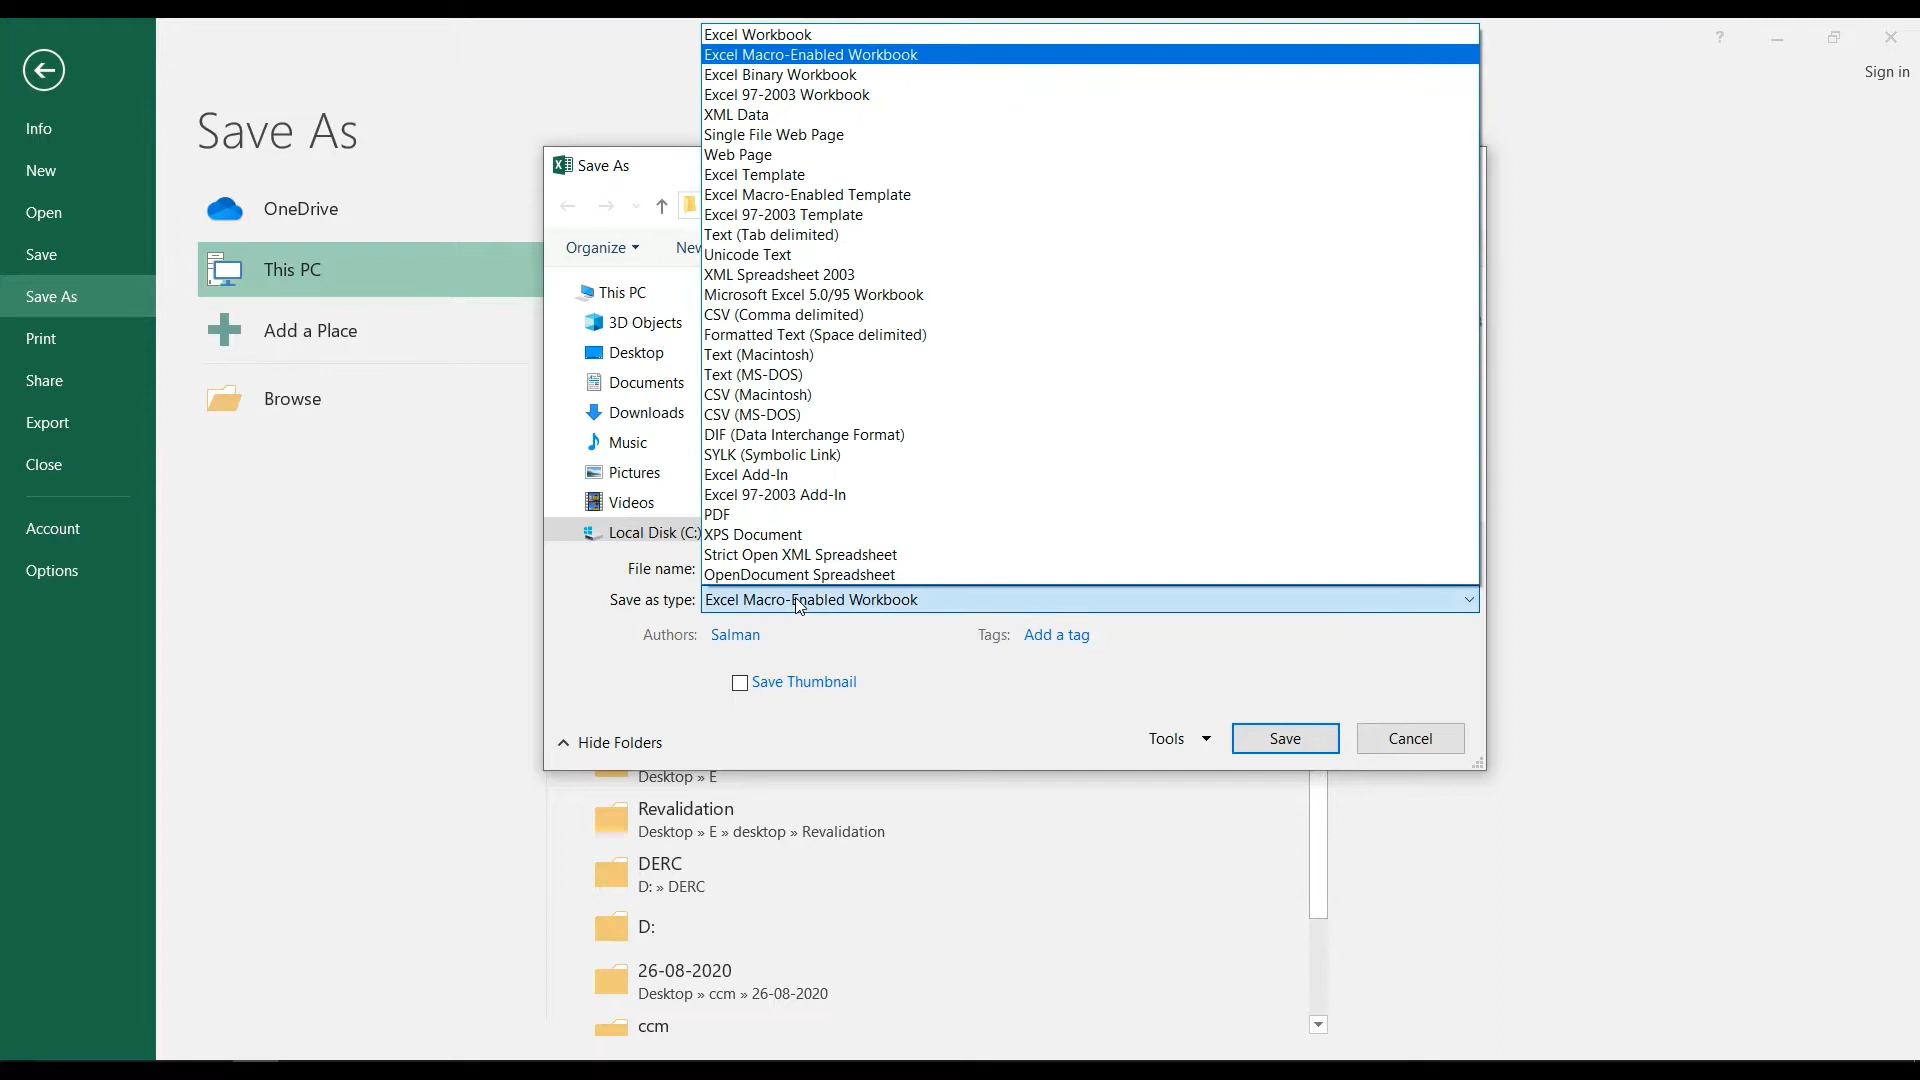 ?
Sign in
Info
New
Open
Save
Save As
Print
Share
Export
Close
Account
Options
Save As
OneDrive
This PC
Add a Place
Browse
Save As
Organize
New
This PC
3D Objects
Desktop
Documents
Downloads
Music
Pictures
Videos
Local Disk (C:)
Excel Workbook
Excel Macro-Enabled Workbook
Excel Binary Workbook
Excel 97-2003 Workbook
XML Data
Single File Web Page
Web Page
Excel Template
Excel Macro-Enabled Template
Excel 97-2003 Template
Text (Tab delimited)
Unicode Text
XML Spreadsheet 2003
Microsoft Excel 5.0/95 Workbook
CSV (Comma delimited)
Formatted Text (Space delimited)
Text (Macintosh)
Text (MS-DOS)
CSV (Macintosh)
CSV (MS-DOS)
DIF (Data Interchange Format)
SYLK (Symbolic Link)
Excel Add-In
Excel 97-2003 Add-In
PDF
XPS Document
Strict Open XML Spreadsheet
OpenDocument Spreadsheet
File name:
Save as type: Excel Macro-Enabled Workbook
Authors: Salman Tags: Add a tag
Save Thumbnail
Hide Folders
Tools Save Cancel
Desktop » E
Revalidation
Desktop » E » desktop » Revalidation
DERC
D: » DERC
D:
26-08-2020
Desktop » ccm » 26-08-2020
ccm